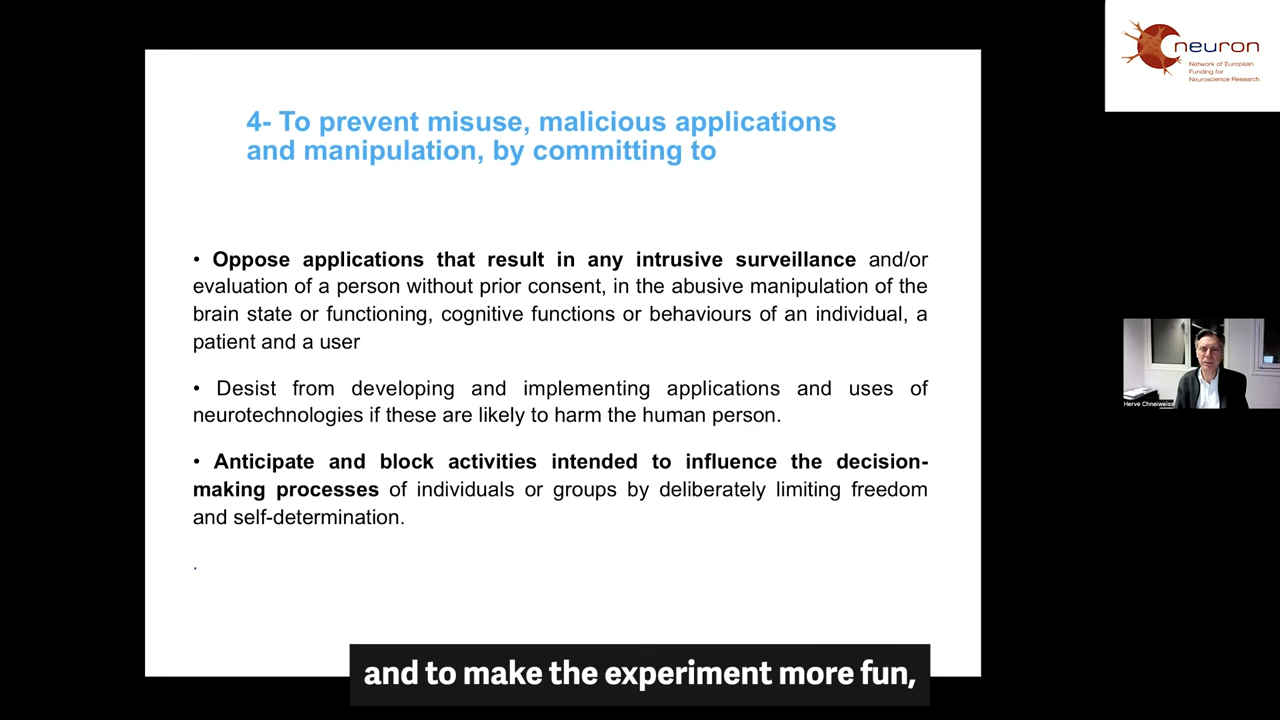 neuron
Network of European
Funding for
Neuroscience Research
4- To prevent misuse, malicious applications
and manipulation, by committing to
• Oppose applications that result in any intrusive surveillance and/or
evaluation of a person without prior consent, in the abusive manipulation of the
brain state or functioning, cognitive functions or behaviours of an individual, a
patient and a user
• Desist from developing and implementing applications and uses of
neurotechnologies if these are likely to harm the human person.
• Anticipate and block activities intended to influence the decision-
making processes of individuals or groups by deliberately limiting freedom
and self-determination.
.
Herve Chneiweiss
and to make the experiment more fun,